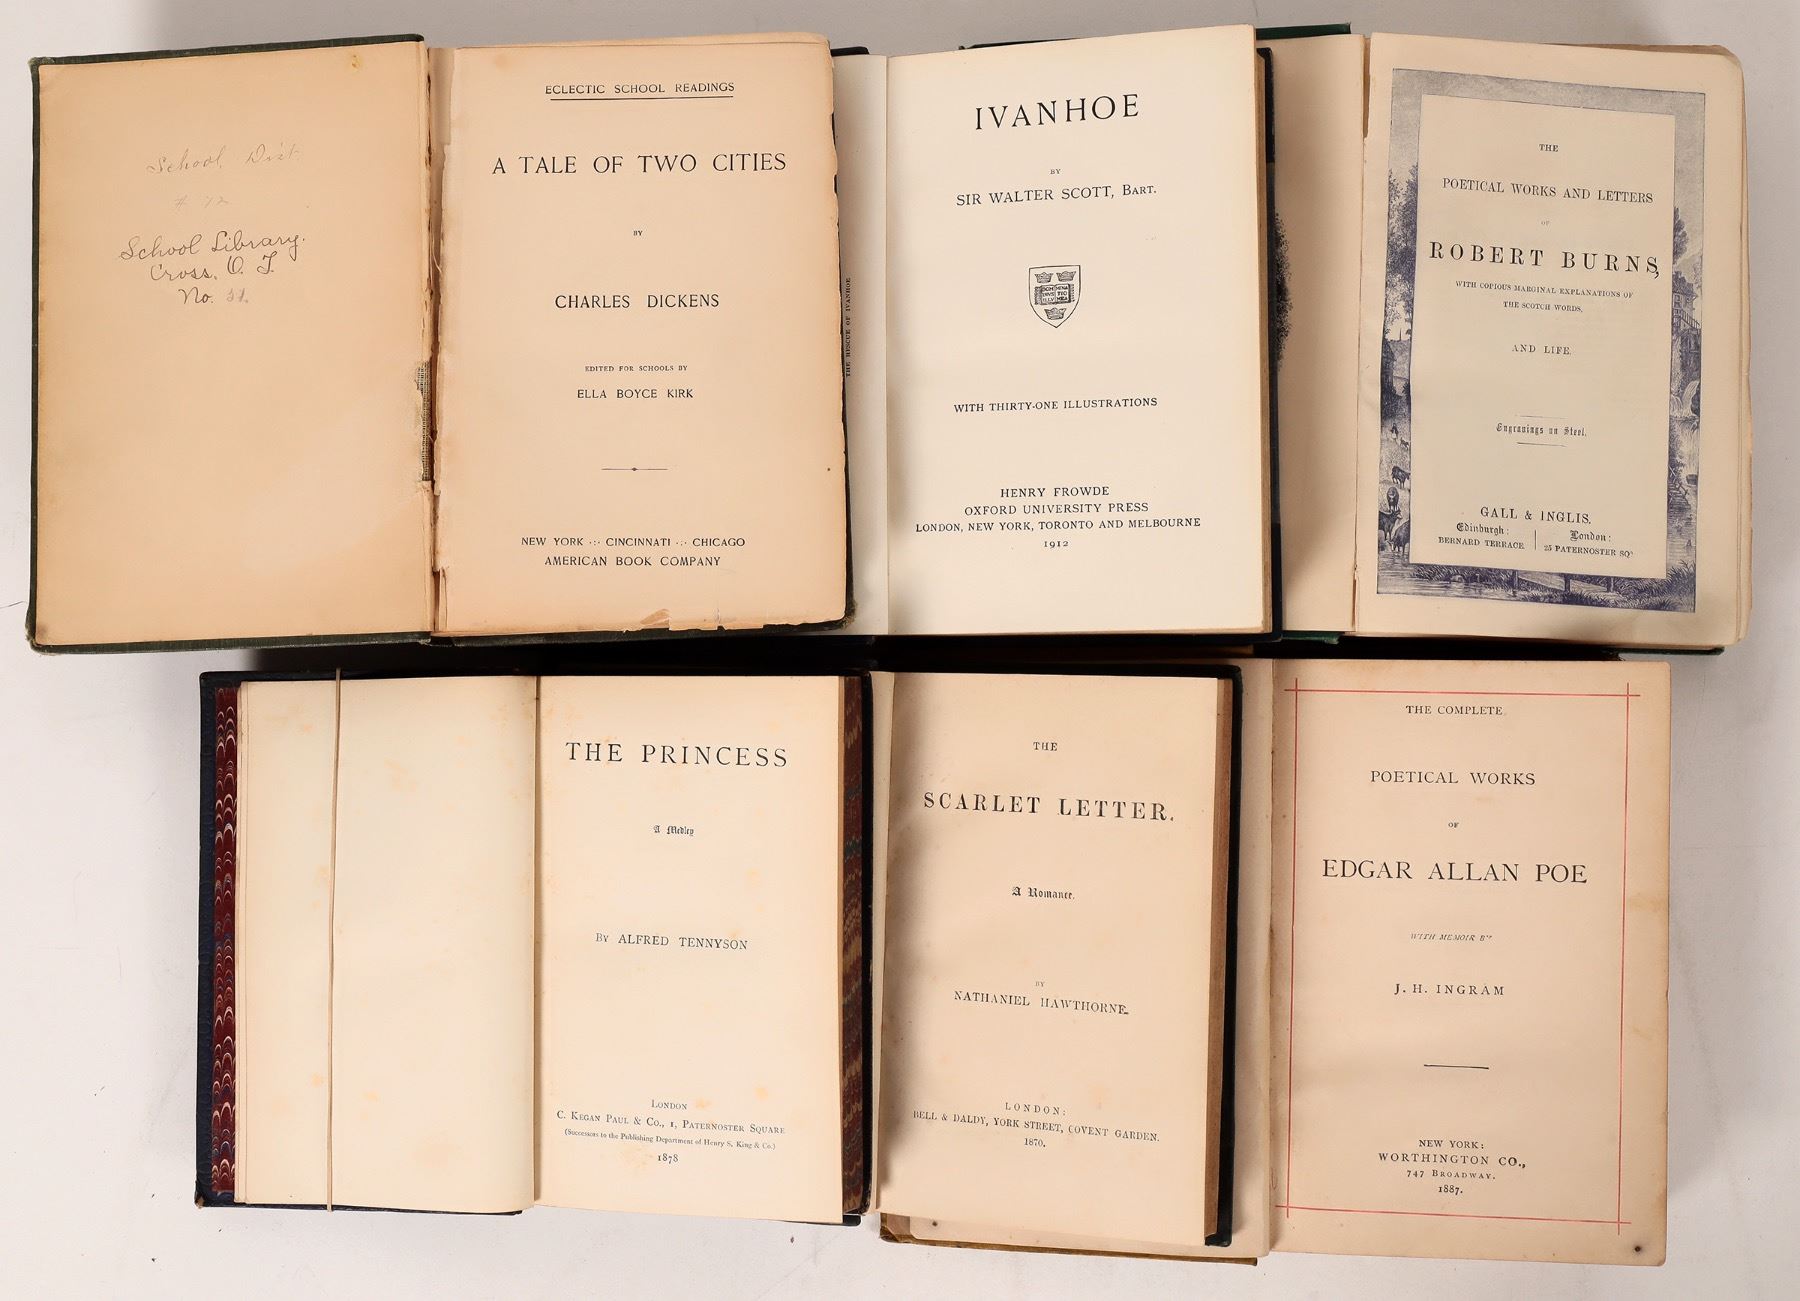 School Dist.
# 72
School Library.
Cross, O. T.
No. 31.
ECLECTIC SCHOOL READINGS
A TALE OF TWO CITIES
BY
CHARLES DICKENS
EDITED FOR SCHOOLS BY
ELLA BOYCE KIRK
NEW YORK ·:· CINCINNATI ·:· CHICAGO
AMERICAN BOOK COMPANY
THE RESCUE OF IVANHOE
IVANHOE
BY
SIR WALTER SCOTT, BART.
DOMINA
NUSTIO
ILLUMEA
WITH THIRTY-ONE ILLUSTRATIONS
HENRY FROWDE
OXFORD UNIVERSITY PRESS
LONDON, NEW YORK, TORONTO AND MELBOURNE
1912
THE
POETICAL WORKS AND LETTERS
OF
ROBERT BURNS,
WITH COPIOUS MARGINAL EXPLANATIONS OF
THE SCOTCH WORDS,
AND LIFE.
Engravings on Steel.
GALL & INGLIS.
Edinburgh:
BERNARD TERRACE
London:
25 PATERNOSTER SQR
THE PRINCESS
A Medley
By ALFRED TENNYSON
LONDON
C. KEGAN PAUL & CO., 1, PATERNOSTER SQUARE
(Successors to the Publishing Department of Henry S. King & Co.)
1878
THE
SCARLET LETTER.
A Romance.
BY
NATHANIEL HAWTHORNE.
LONDON:
BELL & DALDY, YORK STREET, COVENT GARDEN.
1870.
THE COMPLETE
POETICAL WORKS
OF
EDGAR ALLAN POE
WITH MEMOIR BY
J. H. INGRAM
NEW YORK:
WORTHINGTON CO.,
747 BROADWAY.
1887.